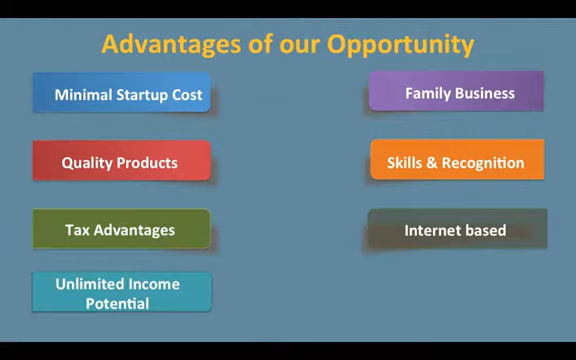 Advantages of our Opportunity
Minimal Startup Cost
Family Business
Quality Products
Skills & Recognition
Tax Advantages
Internet based
Unlimited Income
Potential